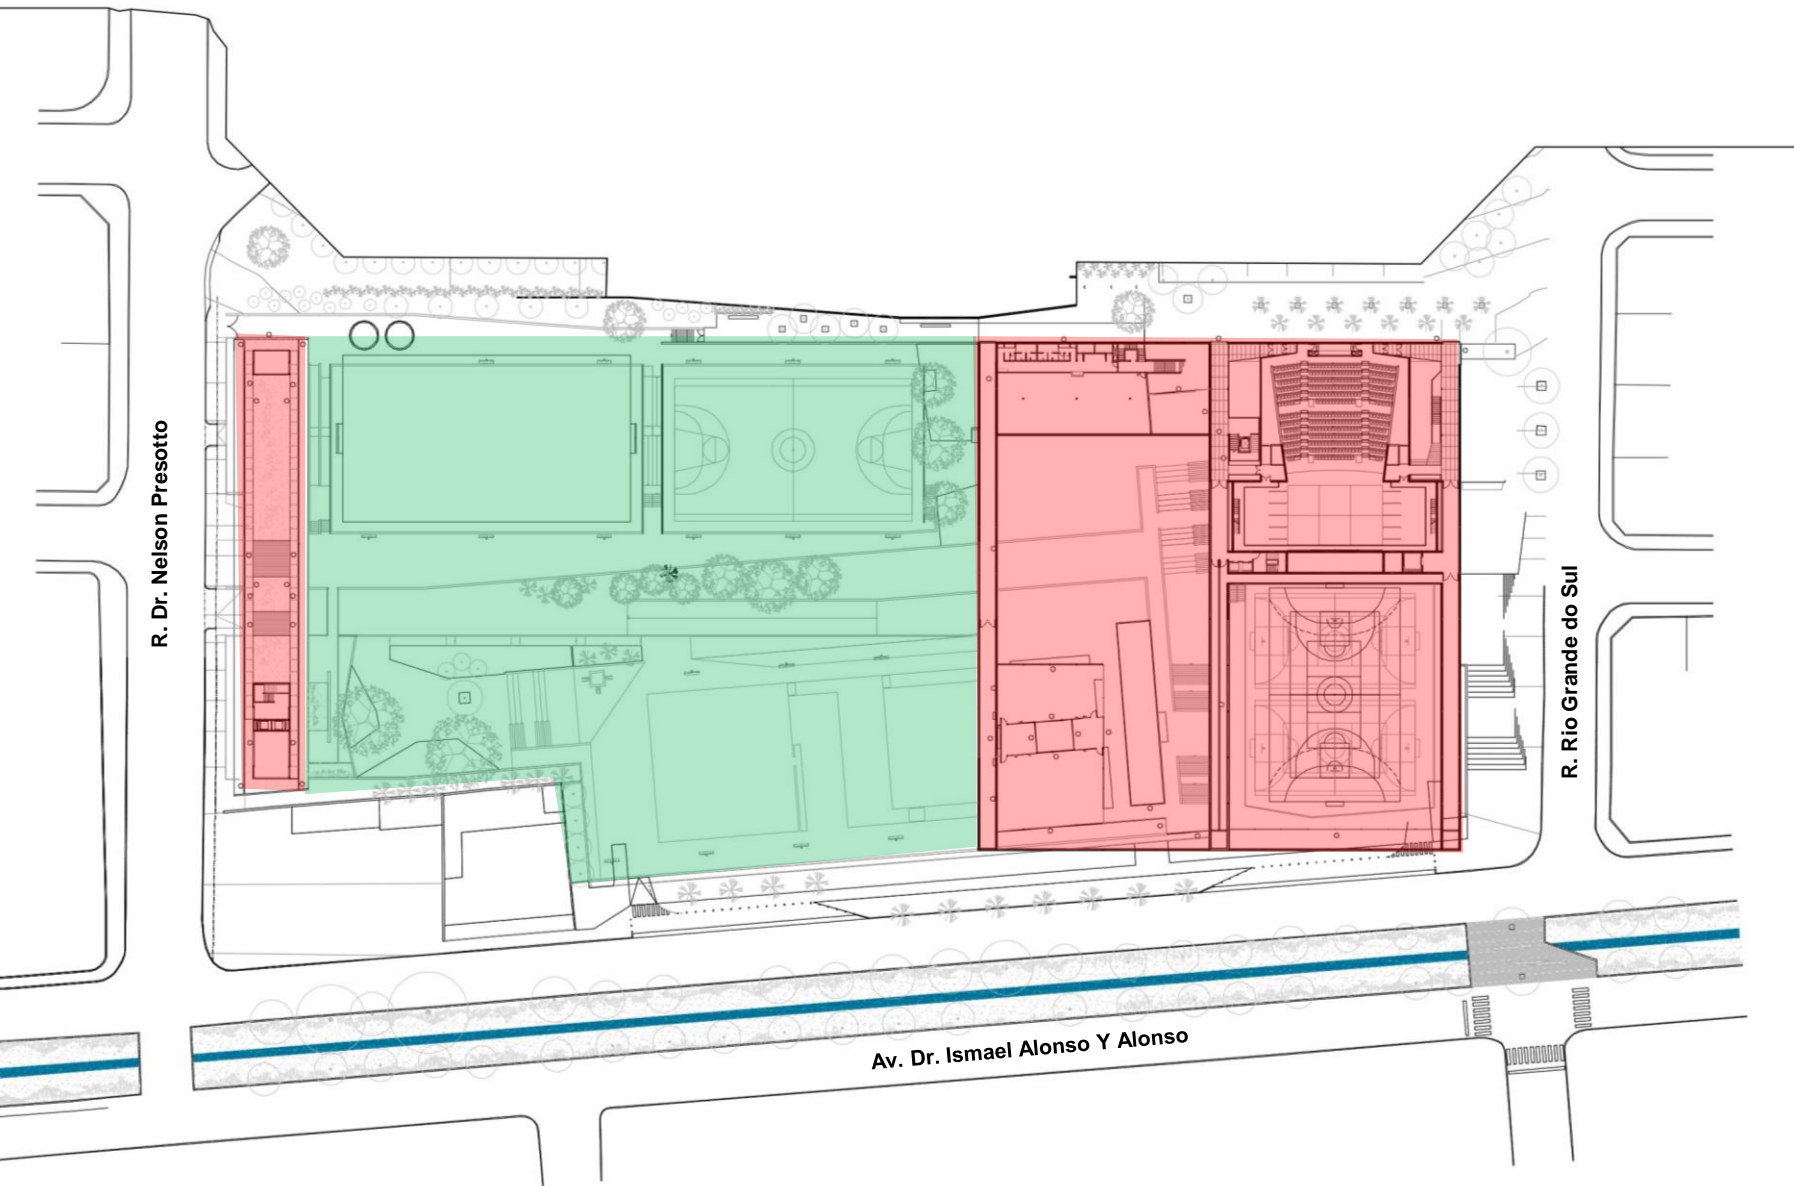 R. Dr. Nelson Presotto
R. Rio Grande do Sul
Av. Dr. Ismael Alonso Y Alonso